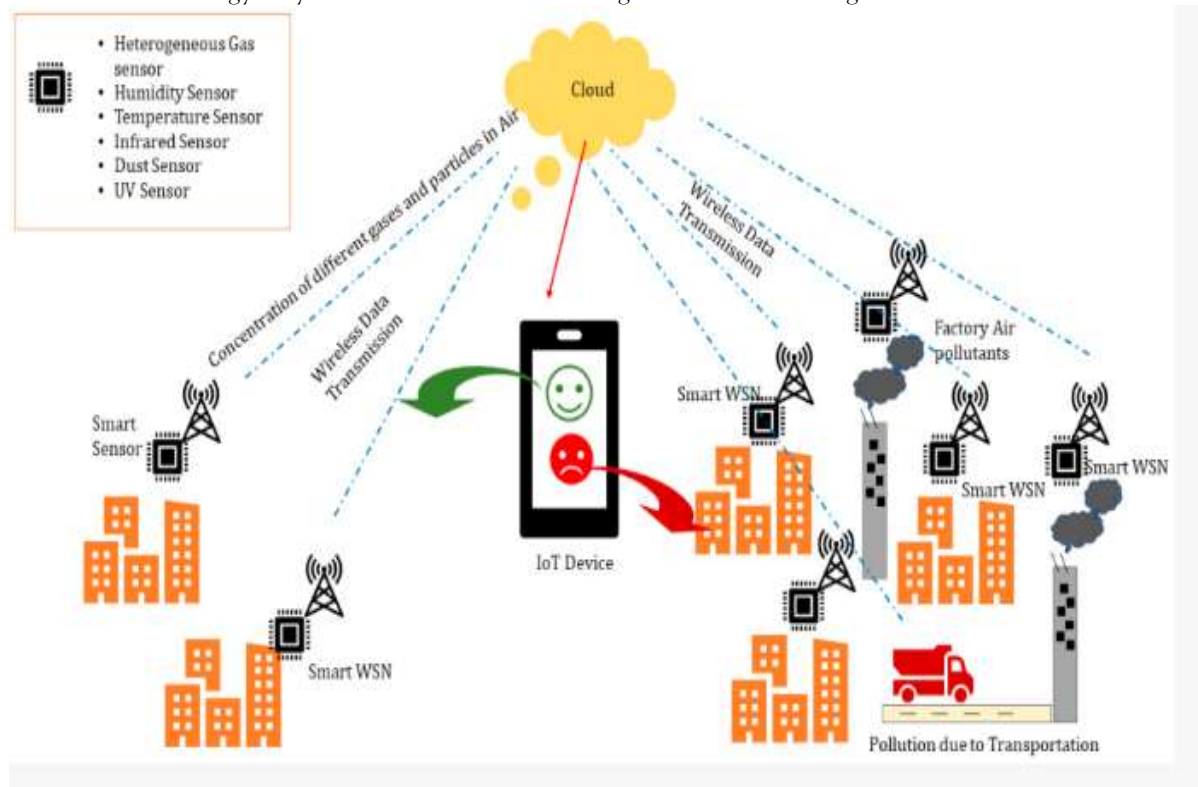 • Heterogeneous Gas
sensor
• Humidity Sensor
• Temperature Sensor
• Infrared Sensor
• Dust Sensor
• UV Sensor
Cloud
Concentration of different gases and particles in Air
Wireless Data
Transmission
Wireless Data
Transmission
Smart
Sensor
Smart WSN
IoT Device
Smart WSN
Factory Air
pollutants
Smart WSN
Smart WSN
Pollution due to Transportation